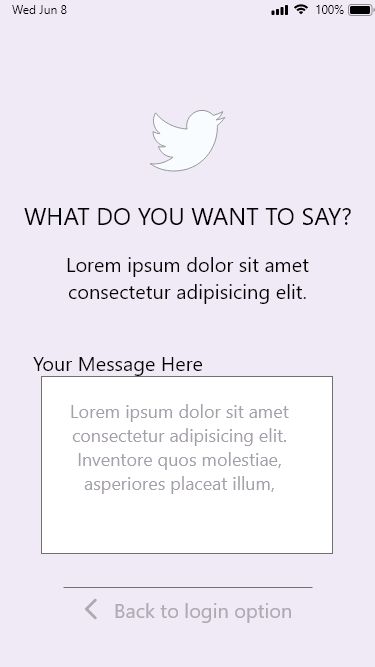 Wed Jun 8 100%
WHAT DO YOU WANT TO SAY?
Lorem ipsum dolor sit amet
consectetur adipisicing elit.
Your Message Here
Lorem ipsum dolor sit amet
consectetur adipisicing elit.
Inventore quos molestiae,
asperiores placeat illum,
Back to login option